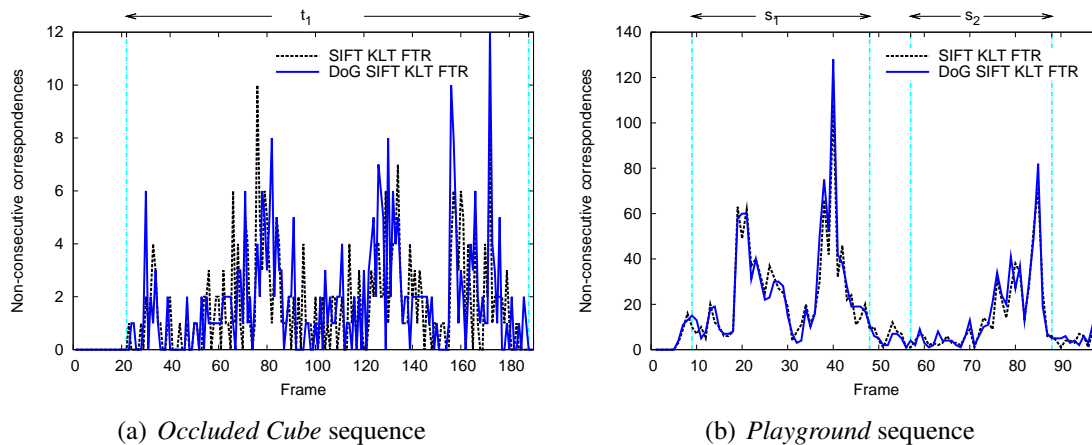 t1
SIFT KLT FTR
DoG SIFT KLT FTR
Non-consecutive correspondences
12
10
8
6
4
2
0
0 20 40 60 80 100 120 140 160 180
Frame
(a) Occluded Cube sequence
s1 s2
SIFT KLT FTR
DoG SIFT KLT FTR
Non-consecutive correspondences
140
120
100
80
60
40
20
0
0 10 20 30 40 50 60 70 80 90
Frame
(b) Playground sequence